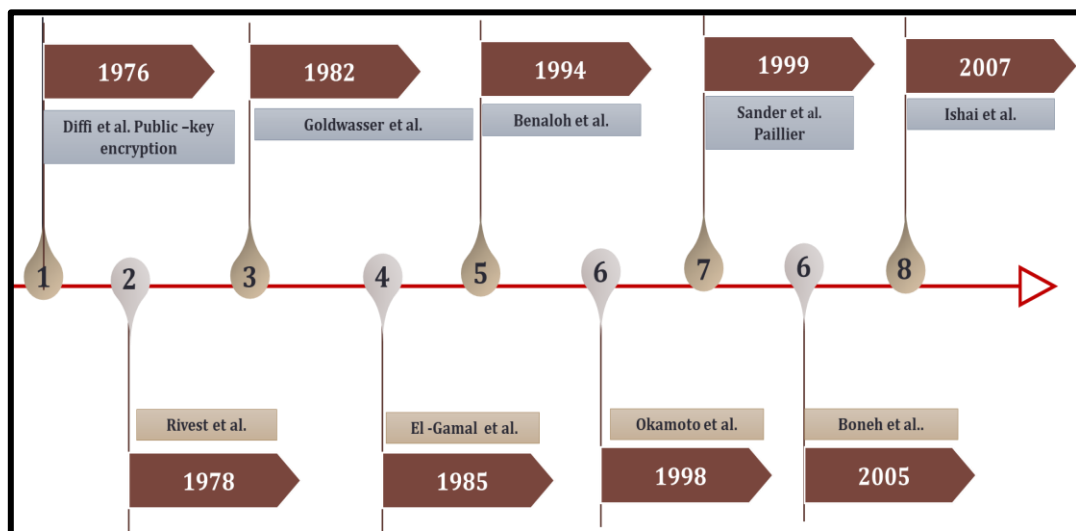 1976
1982
1994
1999
2007
Diffi et al. Public –key
encryption
Goldwasser et al.
Benaloh et al.
Sander et al.
Paillier
Ishai et al.
1
2
3
4
5
6
7
6
8
Rivest et al.
El -Gamal et al.
Okamoto et al.
Boneh et al..
1978
1985
1998
2005